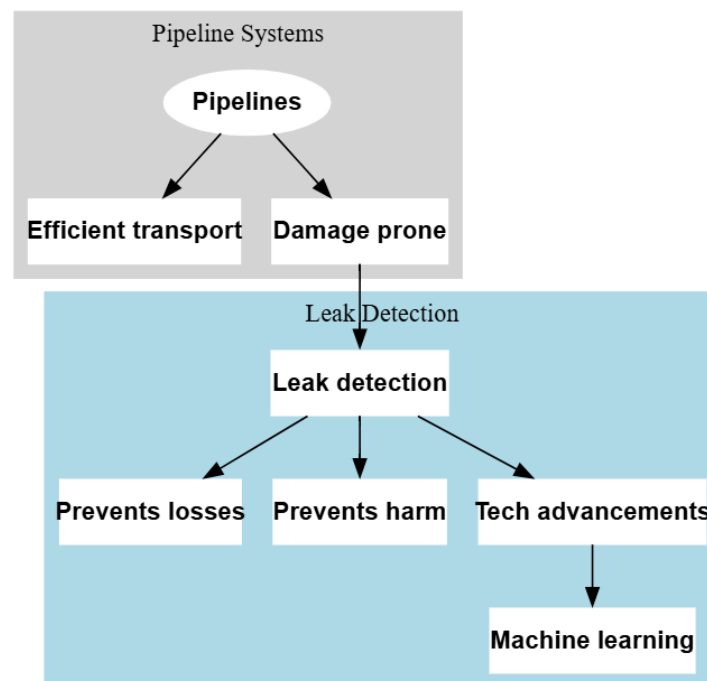 Pipeline Systems
Pipelines
Efficient transport
Damage prone
Leak Detection
Leak detection
Prevents losses
Prevents harm
Tech advancements
Machine learning